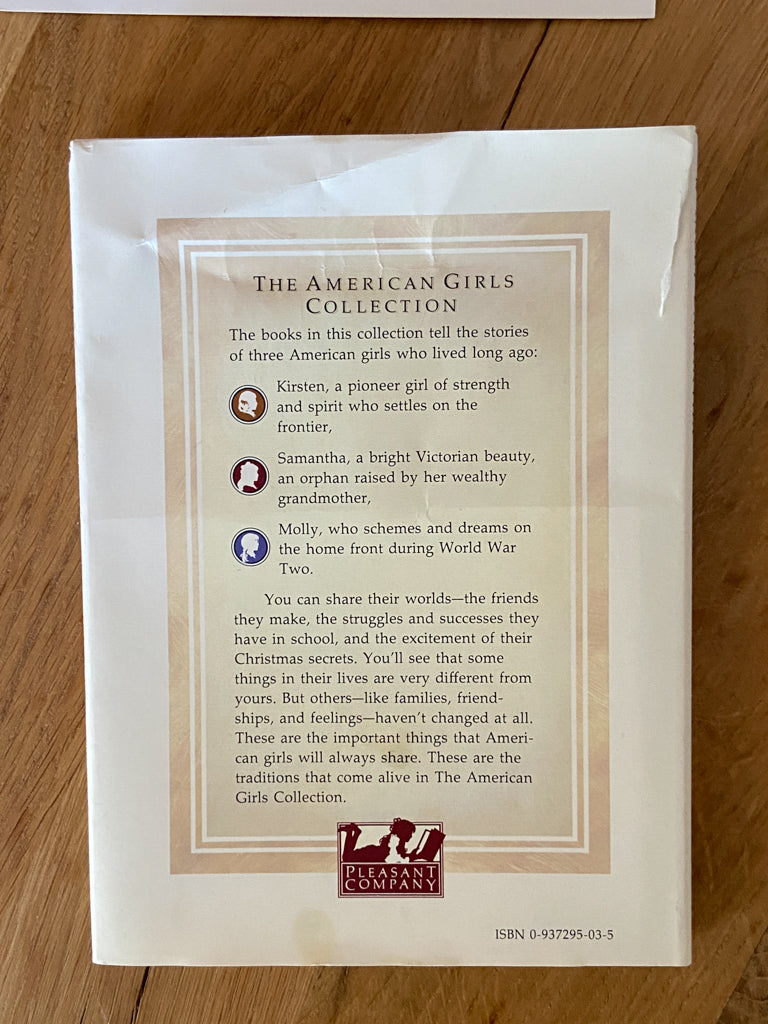 THE AMERICAN GIRLS
COLLECTION
The books in this collection tell the stories
of three American girls who lived long ago:
Kirsten, a pioneer girl of strength
and spirit who settles on the
frontier,
Samantha, a bright Victorian beauty,
an orphan raised by her wealthy
grandmother,
Molly, who schemes and dreams on
the home front during World War
Two.
You can share their worlds—the friends
they make, the struggles and successes they
have in school, and the excitement of their
Christmas secrets. You'll see that some
things in their lives are very different from
yours. But others—like families, friend-
ships, and feelings—haven't changed at all.
These are the important things that Ameri-
can girls will always share. These are the
traditions that come alive in The American
Girls Collection.
PLEASANT
COMPANY
ISBN 0-937295-03-5